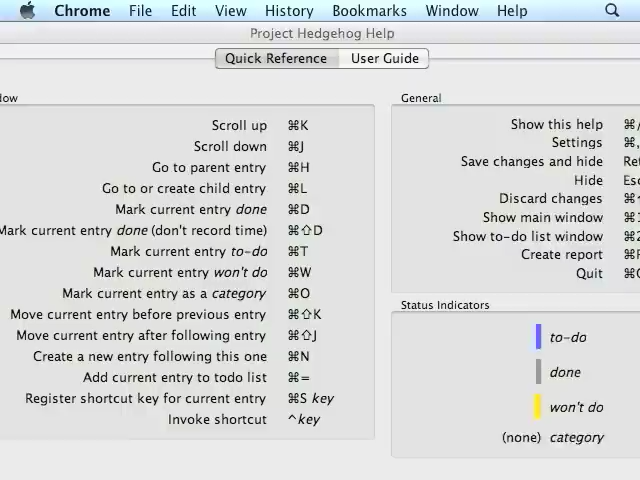 Chrome File Edit View History Bookmarks Window Help
Project Hedgehog Help
Quick Reference User Guide
dow
Scroll up ⌘K
Scroll down ⌘J
Go to parent entry ⌘H
Go to or create child entry ⌘L
Mark current entry done ⌘D
Mark current entry done (don't record time) ⌘⇧D
Mark current entry to-do ⌘T
Mark current entry won't do ⌘W
Mark current entry as a category ⌘O
Move current entry before previous entry ⌘⇧K
Move current entry after following entry ⌘⇧J
Create a new entry following this one ⌘N
Add current entry to todo list ⌘=
Register shortcut key for current entry ⌘S key
Invoke shortcut ^key
General
Show this help ⌘/
Settings ⌘,
Save changes and hide Ret
Hide Esc
Discard changes ⌘
Show main window ⌘1
Show to-do list window ⌘2
Create report ⌘
Quit ⌘
Status Indicators
to-do
done
won't do
(none) category